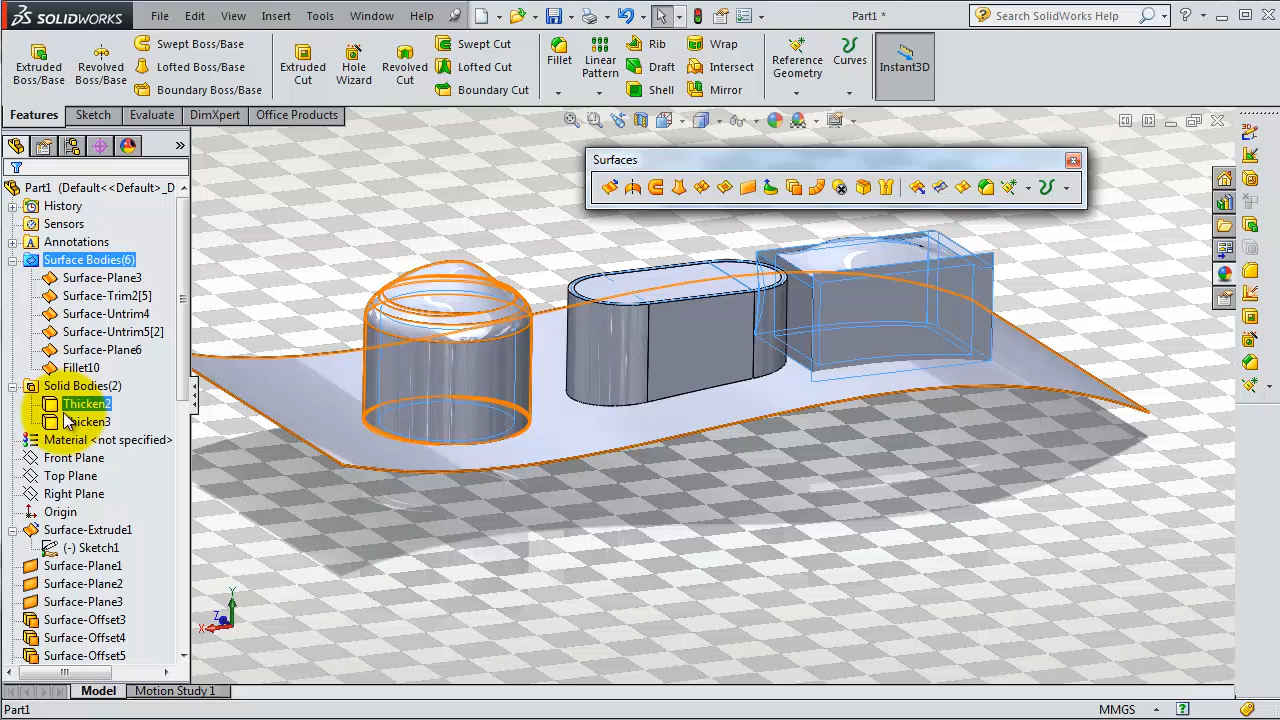 SOLIDWORKS
File Edit View Insert Tools Window Help
Part1 *
Search SolidWorks Help
Extruded Boss/Base
Revolved Boss/Base
Swept Boss/Base
Lofted Boss/Base
Boundary Boss/Base
Extruded Cut
Hole Wizard
Revolved Cut
Swept Cut
Lofted Cut
Boundary Cut
Fillet
Linear Pattern
Rib
Draft
Shell
Wrap
Intersect
Mirror
Reference Geometry
Curves
Instant3D
Features Sketch Evaluate DimXpert Office Products
Surfaces
Part1 (Default<<Default>_D
History
Sensors
Annotations
Surface Bodies(6)
Surface-Plane3
Surface-Trim2[5]
Surface-Untrim4
Surface-Untrim5[2]
Surface-Plane6
Fillet10
Solid Bodies(2)
Thicken2
hicken3
Material <not specified>
Front Plane
Top Plane
Right Plane
Origin
Surface-Extrude1
(-) Sketch1
Surface-Plane1
Surface-Plane2
Surface-Plane3
Surface-Offset3
Surface-Offset4
Surface-Offset5
Y
Z
X
Model Motion Study 1
Part1
MMGS